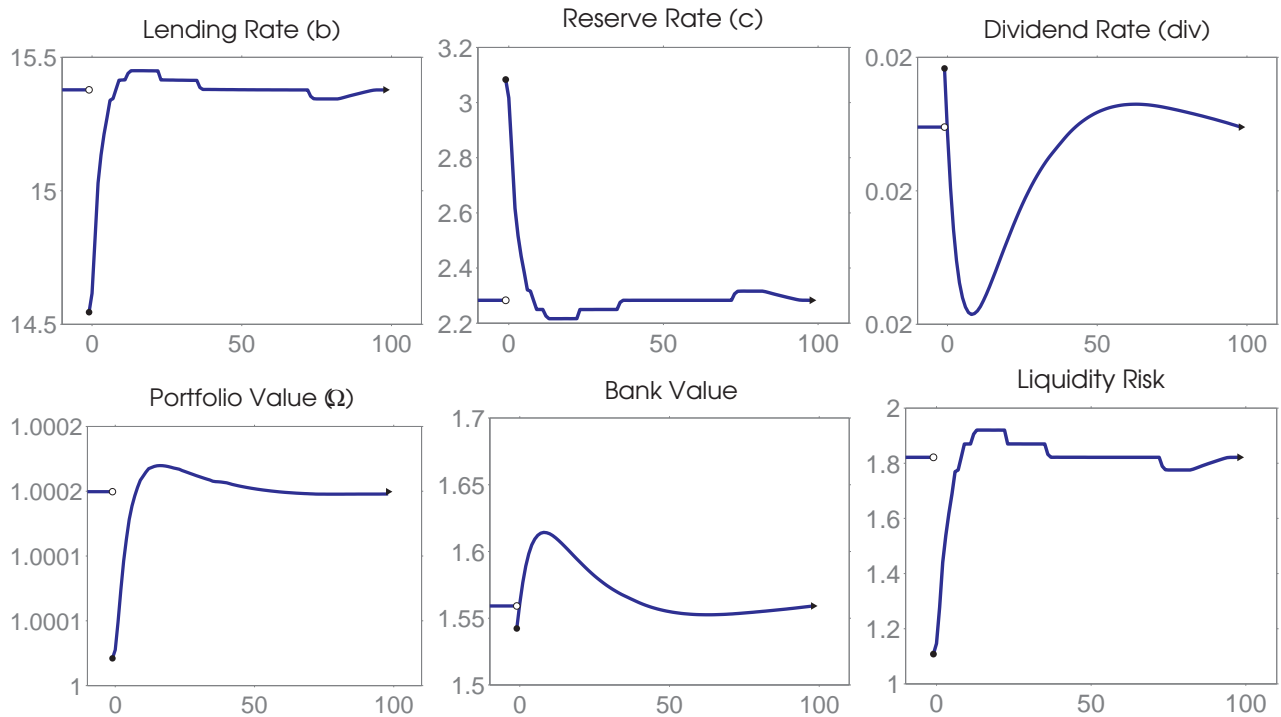 Lending Rate (b)
15.5
15
14.5
0 50 100
Reserve Rate (c)
3.2
3
2.8
2.6
2.4
2.2
0 50 100
Dividend Rate (div)
0.02
0.02
0.02
0 50 100
Portfolio Value (Ω)
1.0002
1.0002
1.0001
1.0001
1
0 50 100
Bank Value
1.7
1.65
1.6
1.55
1.5
0 50 100
Liquidity Risk
2
1.8
1.6
1.4
1.2
1
0 50 100